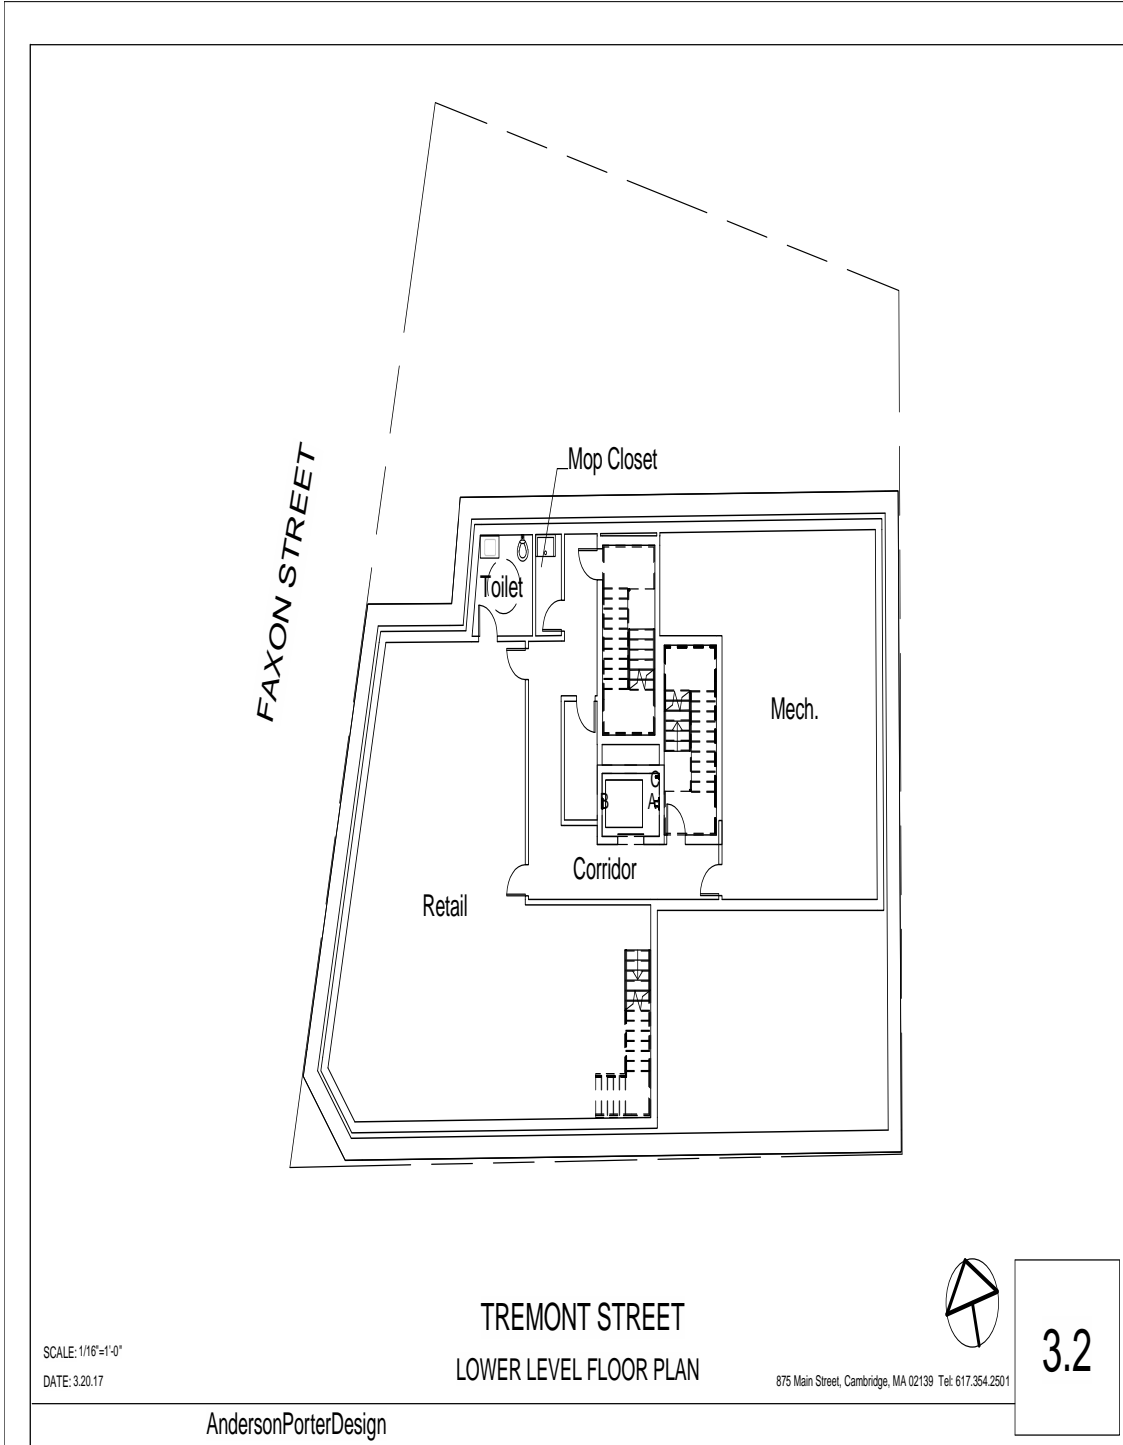 Mop Closet
FAXON STREET
Toilet
Mech.
B
A
Corridor
Retail
TREMONT STREET
LOWER LEVEL FLOOR PLAN
SCALE: 1/16"=1'-0"
DATE: 3.20.17
875 Main Street, Cambridge, MA 02139 Tel: 617.354.2501
3.2
AndersonPorterDesign